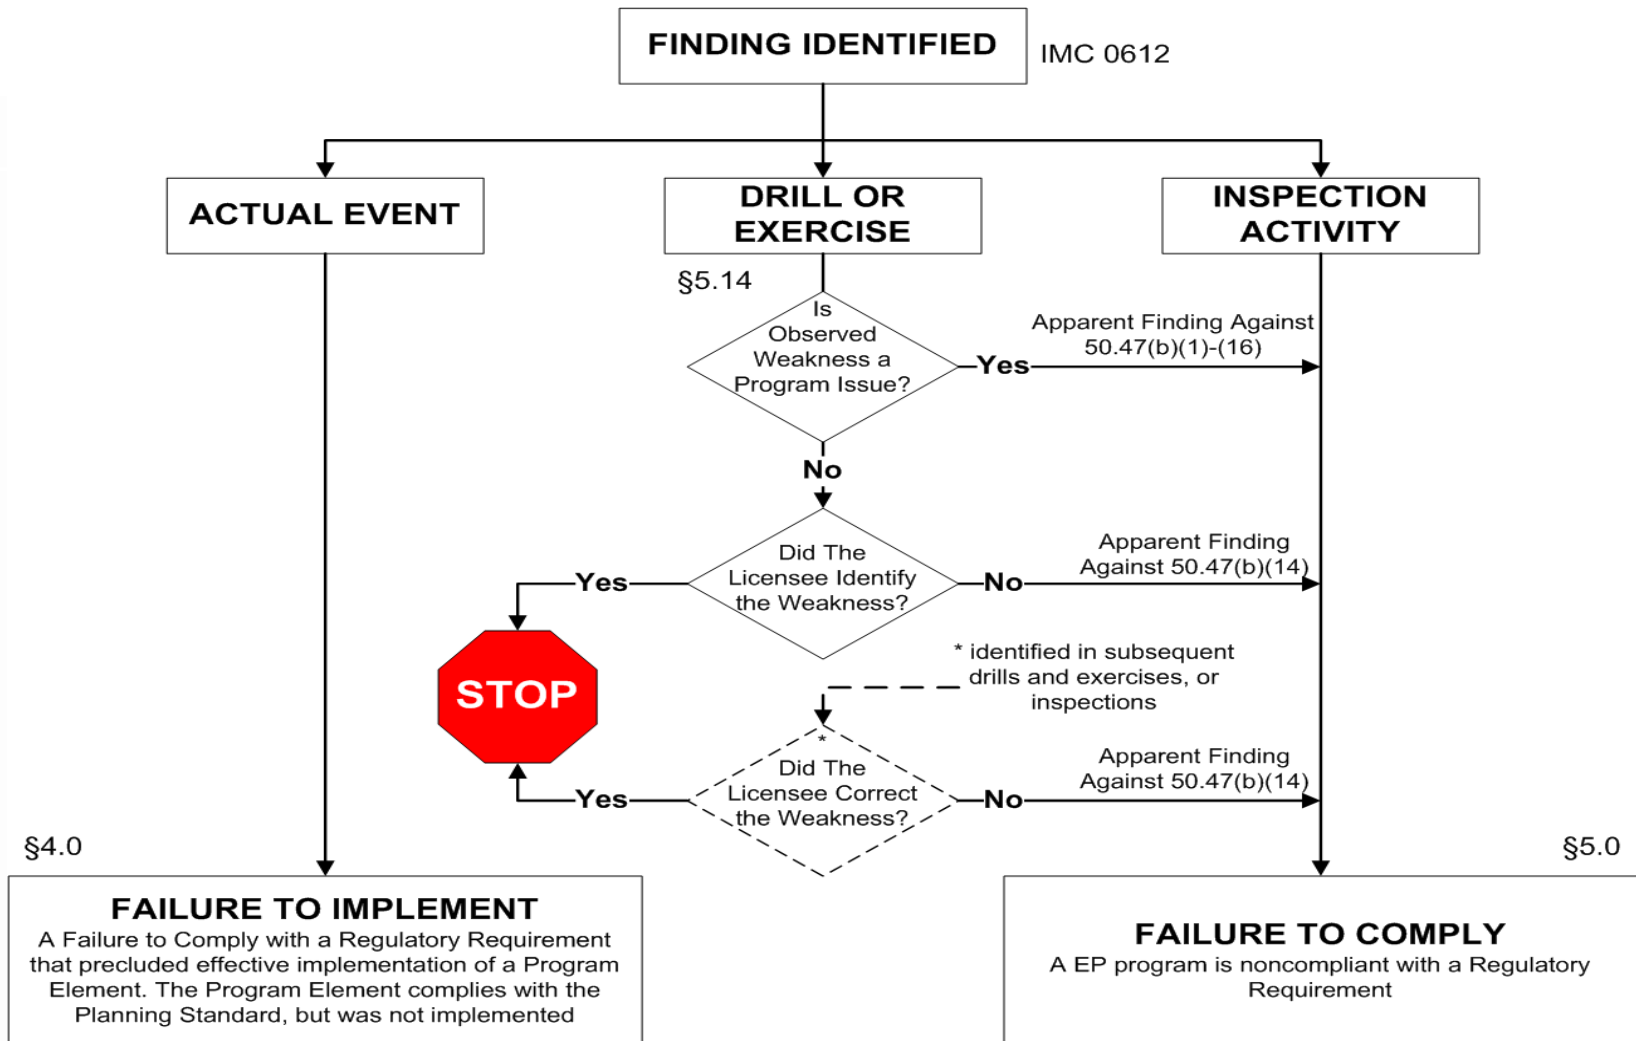 FINDING IDENTIFIED
IMC 0612
ACTUAL EVENT
DRILL OR
EXERCISE
INSPECTION
ACTIVITY
§5.14
Is
Observed
Weakness a
Program Issue?
Yes
Apparent Finding Against
50.47(b)(1)-(16)
No
Did The
Licensee Identify
the Weakness?
Yes
No
Apparent Finding
Against 50.47(b)(14)
STOP
* identified in subsequent
drills and exercises, or
inspections
*
Did The
Licensee Correct
the Weakness?
Yes
No
Apparent Finding
Against 50.47(b)(14)
§4.0
§5.0
FAILURE TO IMPLEMENT
A Failure to Comply with a Regulatory Requirement
that precluded effective implementation of a Program
Element. The Program Element complies with the
Planning Standard, but was not implemented
FAILURE TO COMPLY
A EP program is noncompliant with a Regulatory
Requirement